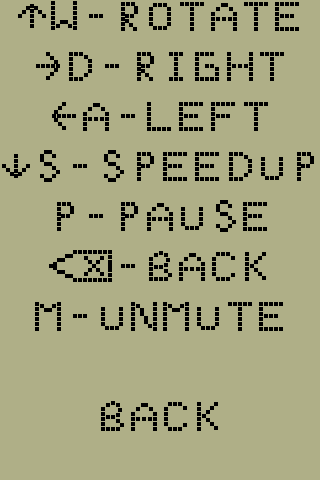 ↑W-ROTATE
→D-RIGHT
←A-LEFT
↓S-SPEEDUP
P-PAUSE
⌫-BACK
M-UNMUTE
BACK